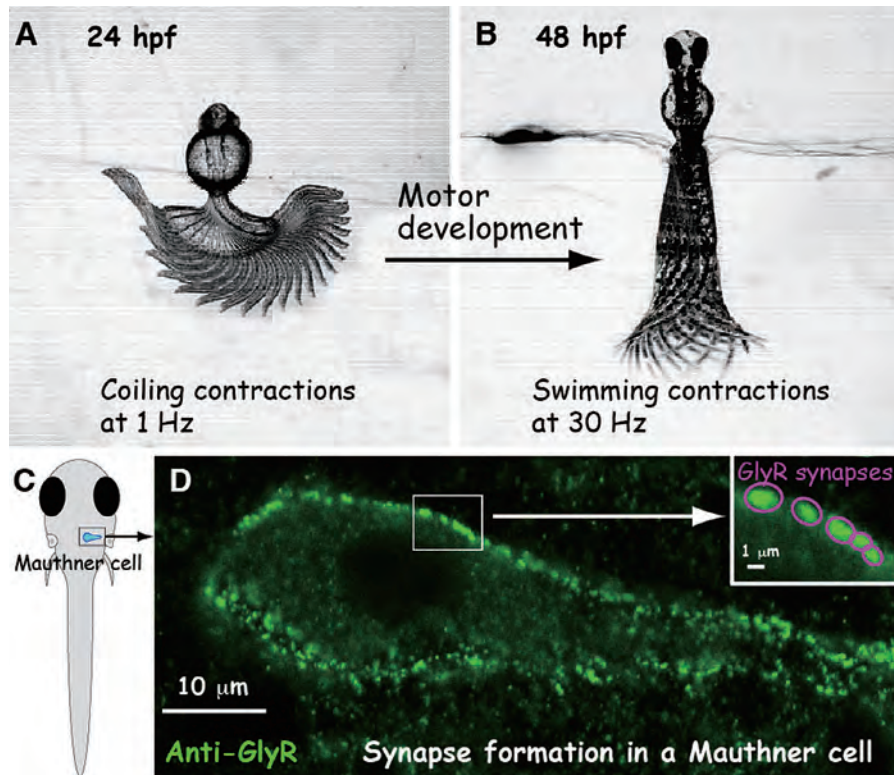 A
24 hpf
Coiling contractions
at 1 Hz
Motor
development
B
48 hpf
Swimming contractions
at 30 Hz
C
Mauthner cell
D
GlyR synapses
1 μm
10 μm
Anti-GlyR
Synapse formation in a Mauthner cell